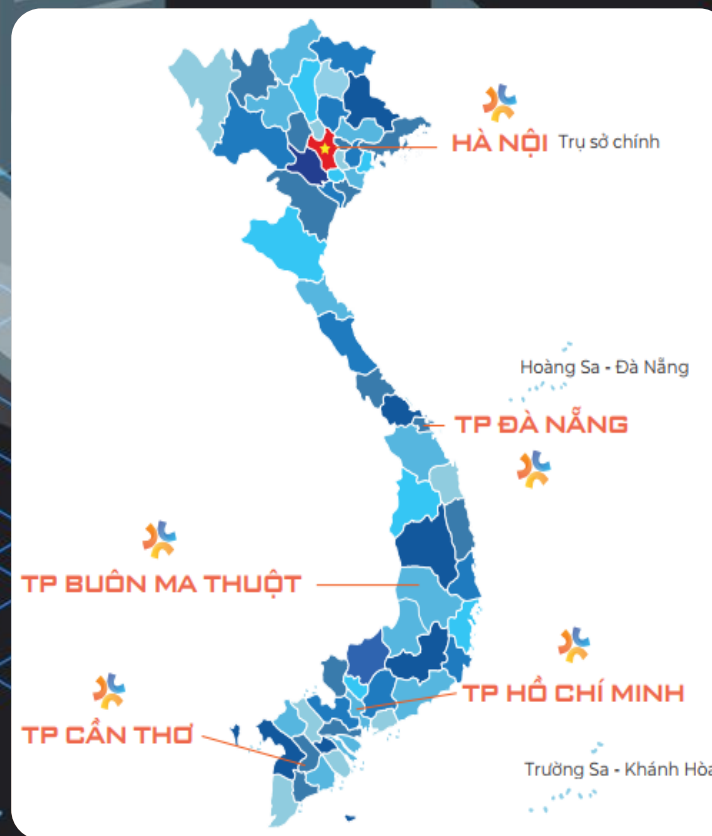 HÀ NỘI Trụ sở chính
Hoàng Sa - Đà Nẵng
TP ĐÀ NẴNG
TP BUÔN MA THUỘT
TP HỒ CHÍ MINH
TP CẦN THƠ
Trường Sa - Khánh Hòa